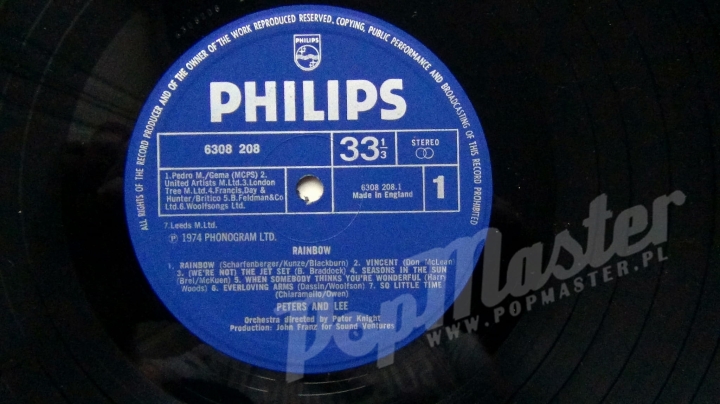 ALL RIGHTS OF THE RECORD PRODUCER AND OF THE OWNER OF THE WORK REPRODUCED RESERVED. COPYING, PUBLIC PERFORMANCE AND BROADCASTING OF THIS RECORD PROHIBITED
PHILIPS
PHILIPS
6308 208
33 1/3
STEREO
1.Pedro M./Gema (MCPS) 2.
United Artists M.Ltd.3.London
Tree M.Ltd.4.Francis,Day &
Hunter/Britico 5.B.Feldman&Co
Ltd.6.Woolfsongs Ltd.
6308 208.1
Made in England
1
7.Leeds M.Ltd.
Ⓟ 1974 PHONOGRAM LTD.
RAINBOW
1. RAINBOW (Scharfenberger/Kunze/Blackburn) 2. VINCENT (Don McLean)
3. (WE'RE NOT) THE JET SET (B. Braddock) 4. SEASONS IN THE SUN
(Brel/McKuen) 5. WHEN SOMEBODY THINKS YOU'RE WONDERFUL (Harry
Woods) 6. EVERLOVING ARMS (Dassin/Woolfson) 7. SO LITTLE TIME
(Chiaramello/Owen)
PETERS AND LEE
Orchestra directed by Peter Knight
Production: John Franz for Sound Ventures
popMaster
WWW.POPMASTER.PL